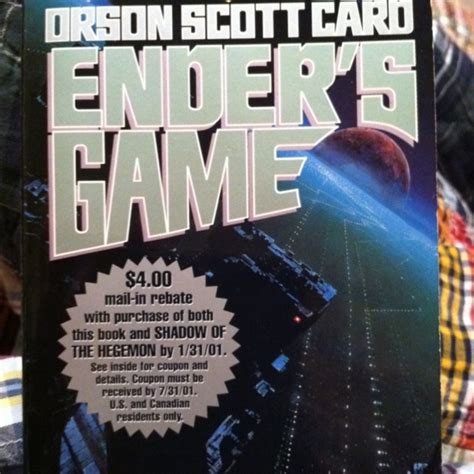 ORSON SCOTT CARD
ENDER'S
GAME
$4.00
mail-in rebate
with purchase of both
this book and SHADOW OF
THE HEGEMON by 1/31/01.
See inside for coupon and
details. Coupon must be
received by 7/31/01.
U.S. and Canadian
residents only.